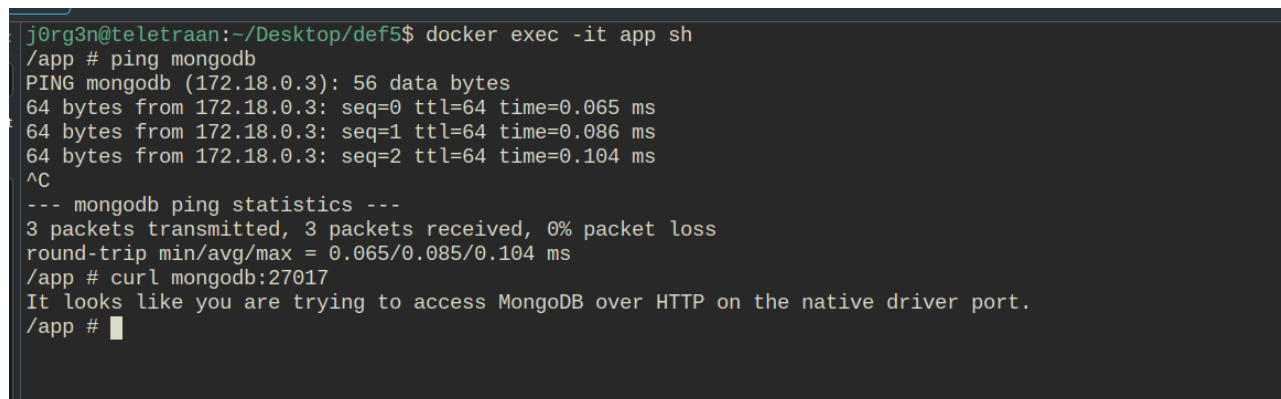 j0rg3n@teletraan:~/Desktop/def5$ docker exec -it app sh
/app # ping mongodb
PING mongodb (172.18.0.3): 56 data bytes
64 bytes from 172.18.0.3: seq=0 ttl=64 time=0.065 ms
64 bytes from 172.18.0.3: seq=1 ttl=64 time=0.086 ms
64 bytes from 172.18.0.3: seq=2 ttl=64 time=0.104 ms
^C
--- mongodb ping statistics ---
3 packets transmitted, 3 packets received, 0% packet loss
round-trip min/avg/max = 0.065/0.085/0.104 ms
/app # curl mongodb:27017
It looks like you are trying to access MongoDB over HTTP on the native driver port.
/app #